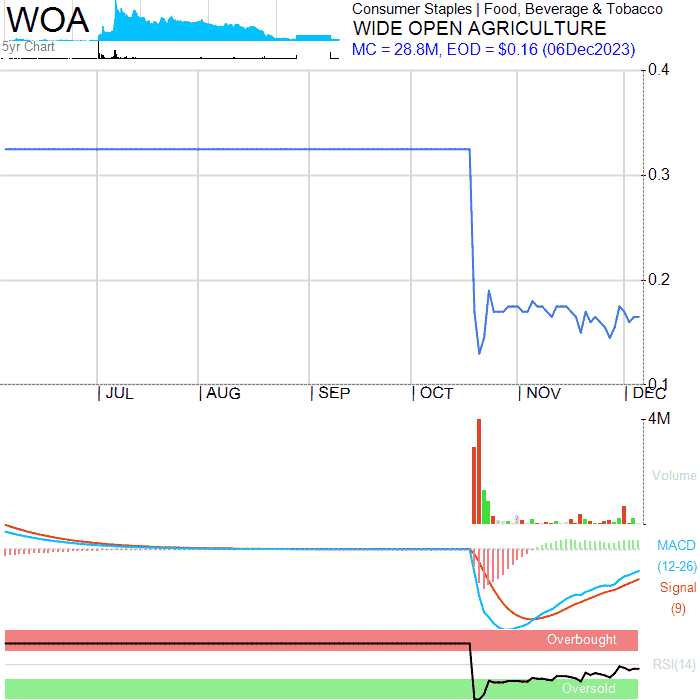 WOA
Consumer Staples | Food, Beverage & Tobacco
WIDE OPEN AGRICULTURE
MC = 28.8M, EOD = $0.16 (06Dec2023)
5yr Chart
0.4
0.3
0.2
0.1
| JUL | AUG | SEP | OCT | NOV | DEC
4M
Volume
MACD
(12-26)
Signal
(9)
Overbought
RSI(14)
Oversold